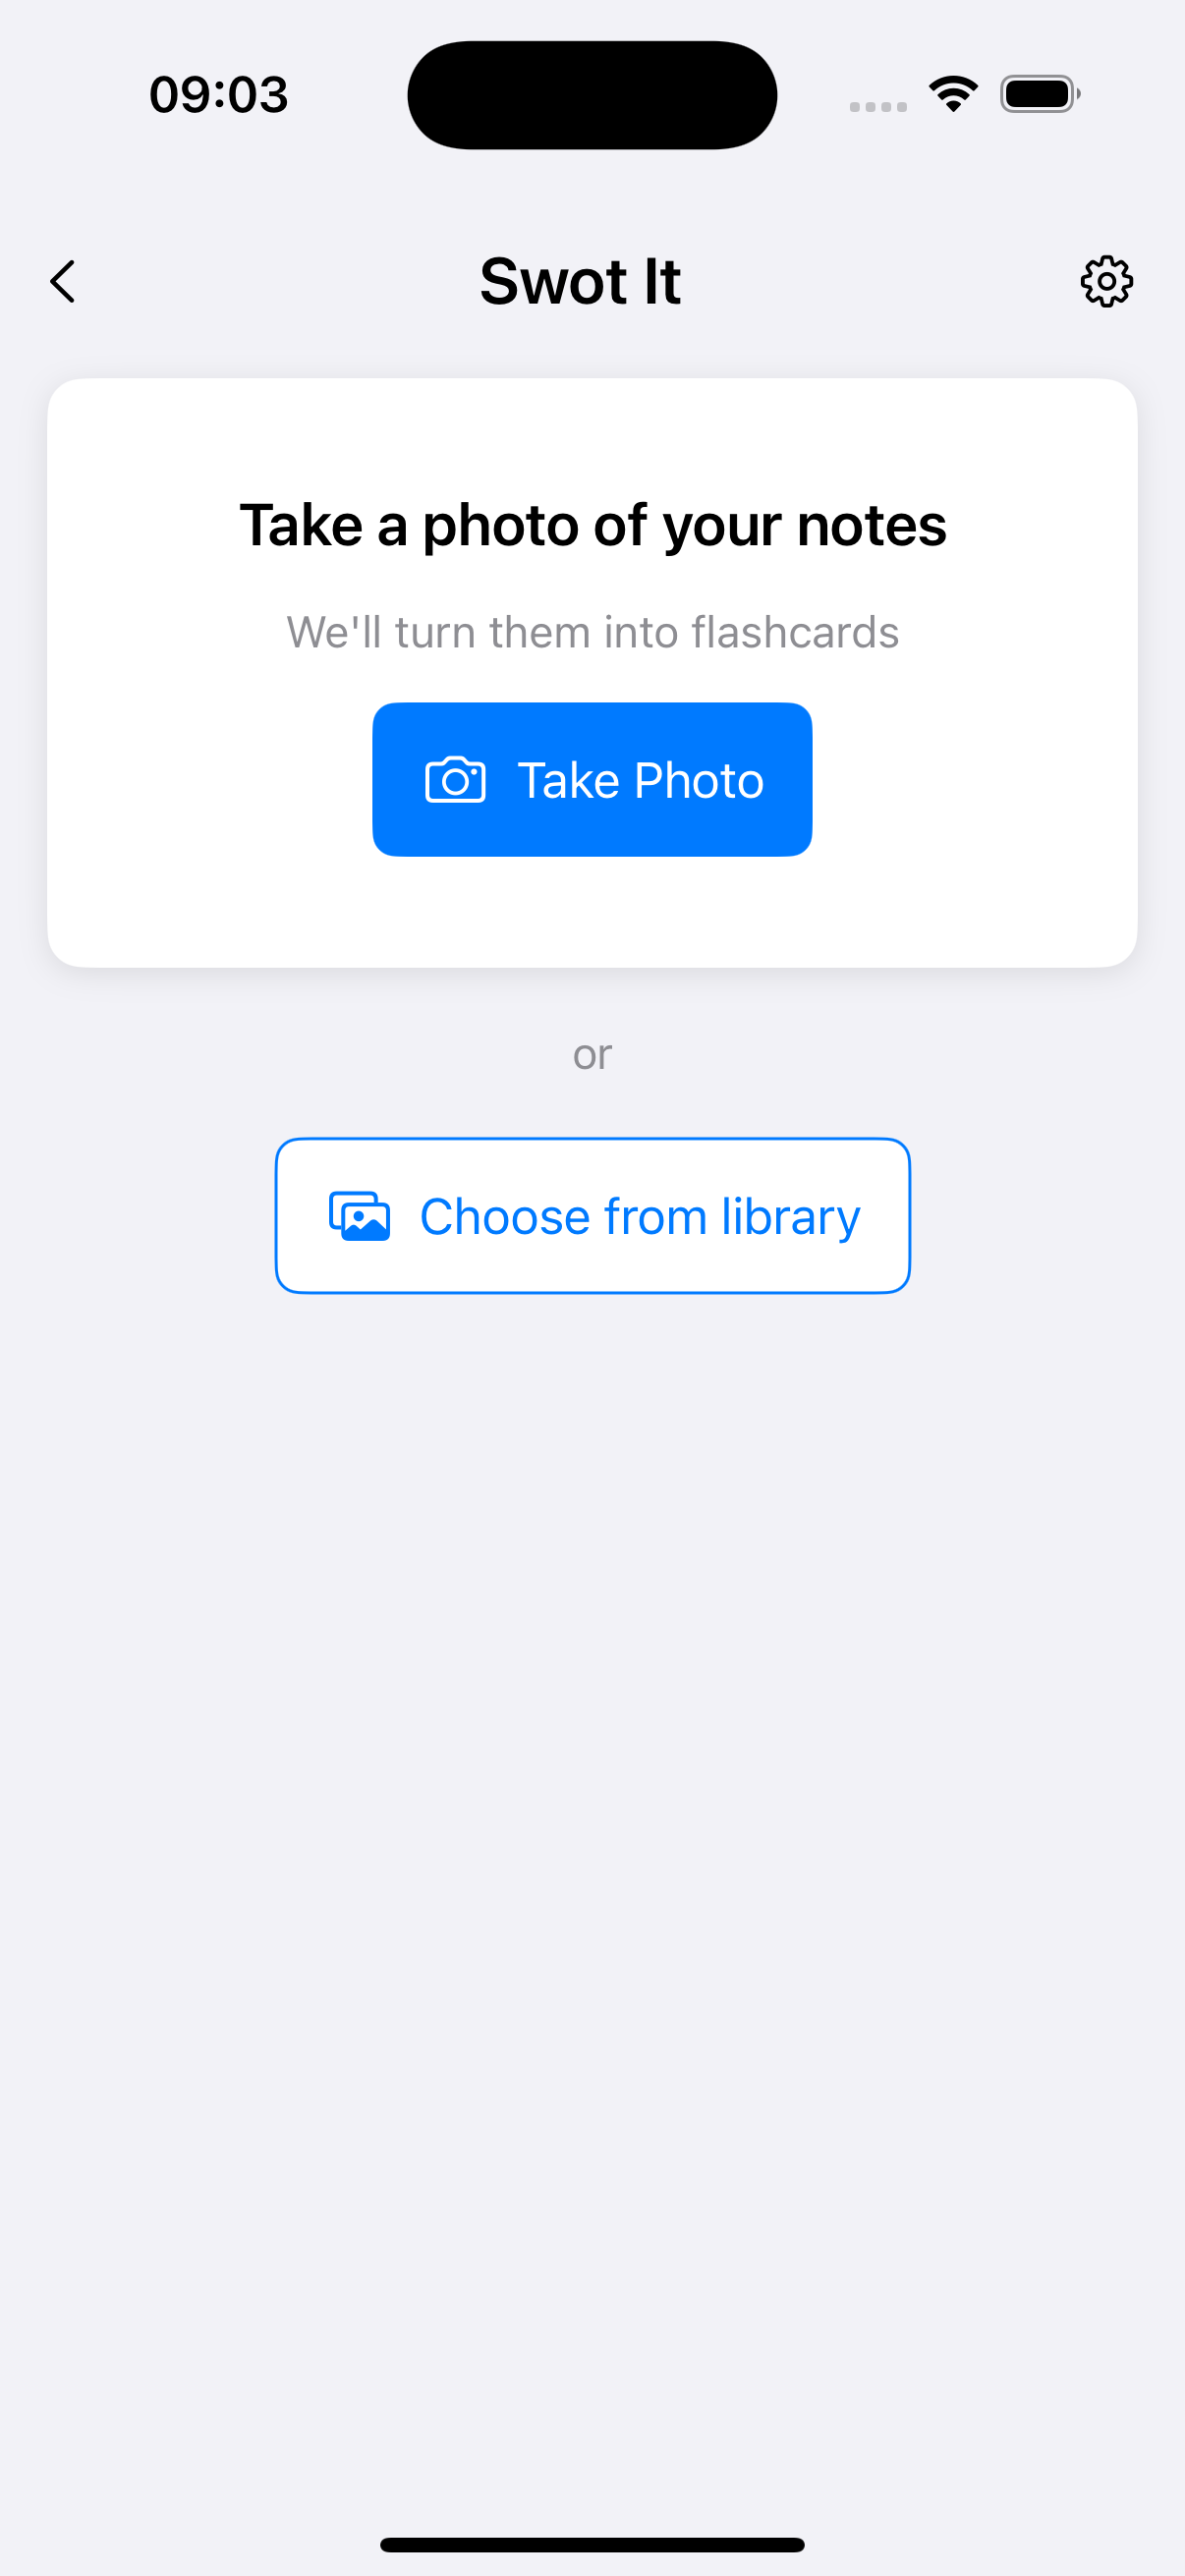 09:03
Swot It
Take a photo of your notes
We'll turn them into flashcards
Take Photo
or
Choose from library